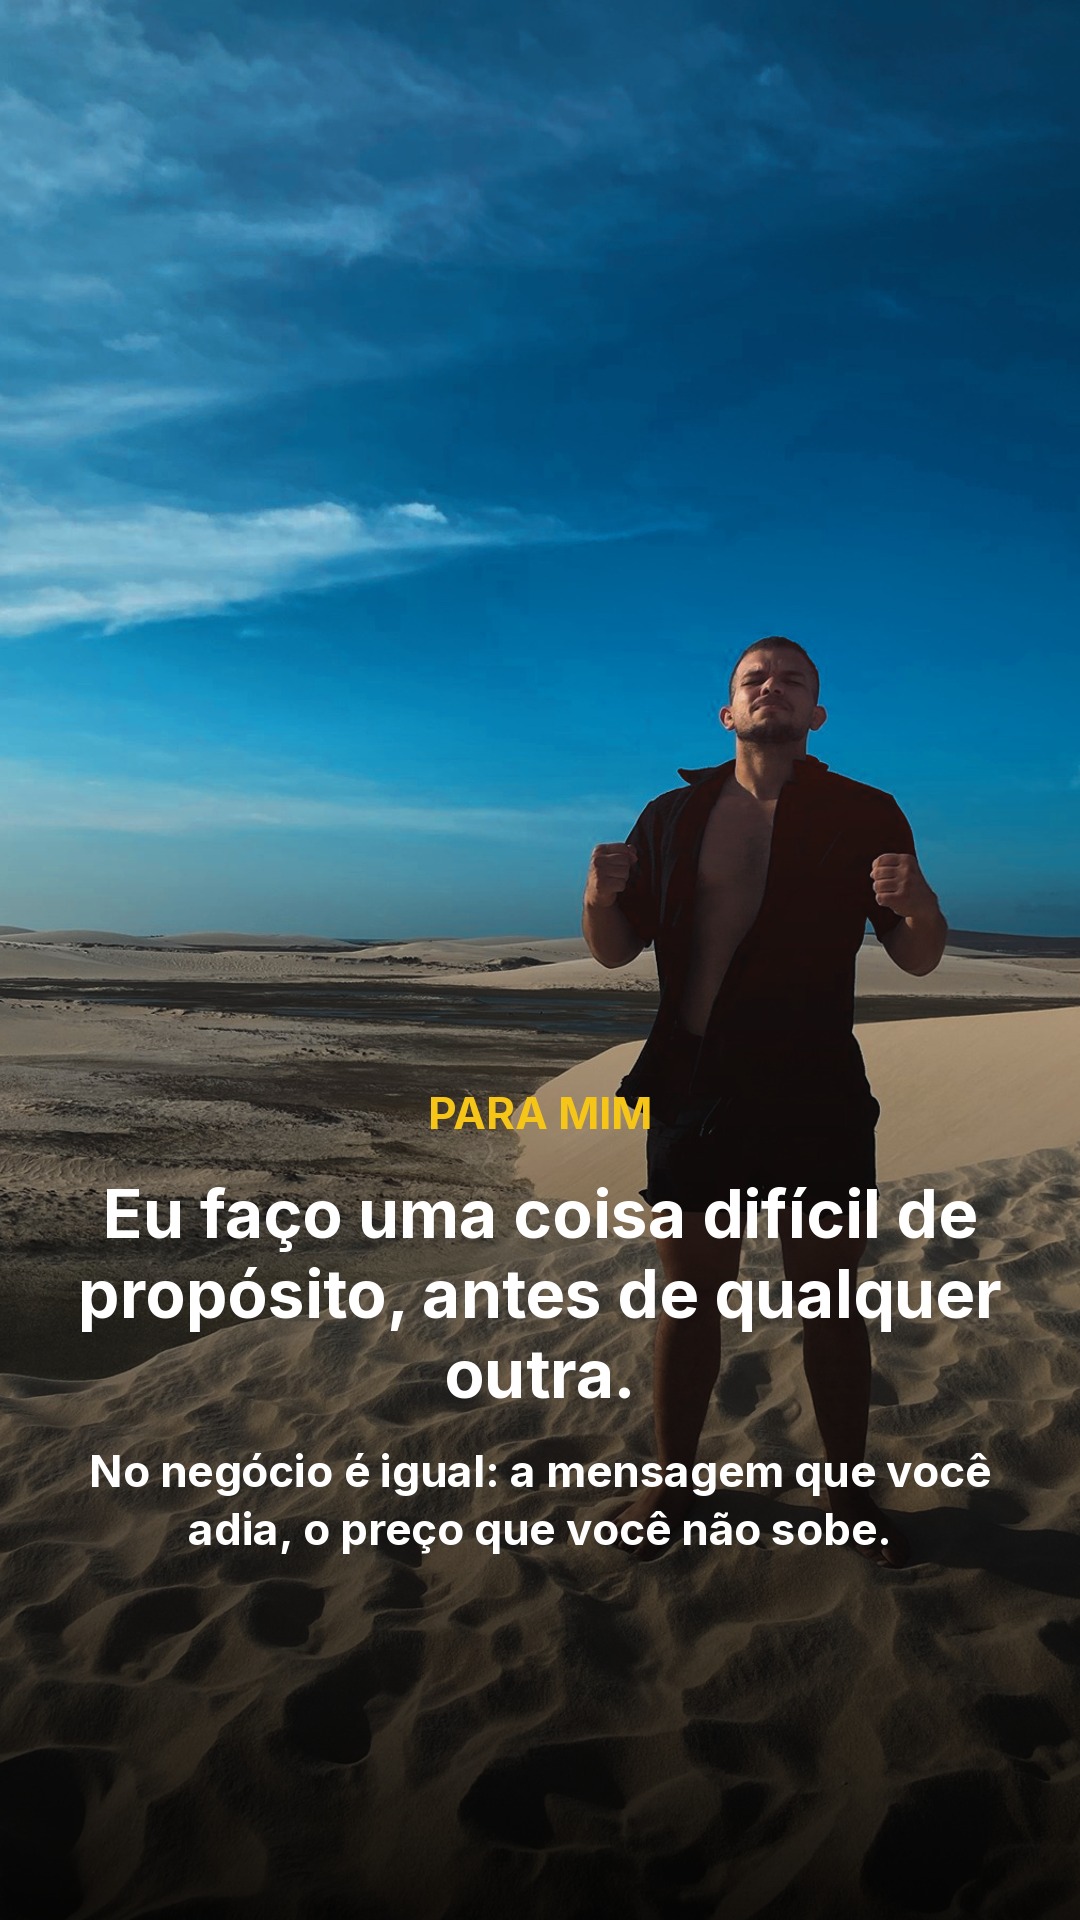 PARA MIM
Eu faço uma coisa difícil de
propósito, antes de qualquer
outra.
No negócio é igual: a mensagem que você
adia, o preço que você não sobe.